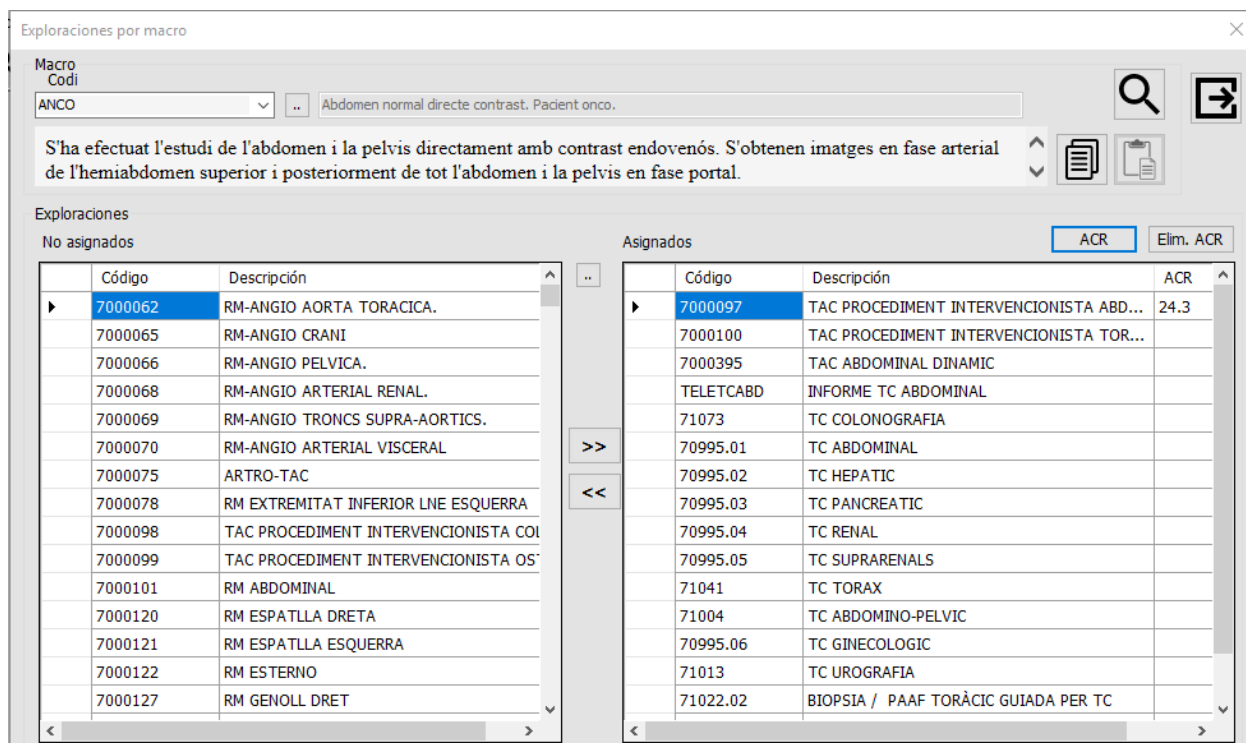 Exploraciones por macro
Macro
Codi
ANCO .. Abdomen normal directe contrast. Pacient onco.
S'ha efectuat l'estudi de l'abdomen i la pelvis directament amb contrast endovenós. S'obtenen imatges en fase arterial
de l'hemiabdomen superior i posteriorment de tot l'abdomen i la pelvis en fase portal.
Exploraciones
No asignados
Código Descripción
7000062 RM-ANGIO AORTA TORACICA.
7000065 RM-ANGIO CRANI
7000066 RM-ANGIO PELVICA.
7000068 RM-ANGIO ARTERIAL RENAL.
7000069 RM-ANGIO TRONCS SUPRA-AORTICS.
7000070 RM-ANGIO ARTERIAL VISCERAL
7000075 ARTRO-TAC
7000078 RM EXTREMITAT INFERIOR LNE ESQUERRA
7000098 TAC PROCEDIMENT INTERVENCIONISTA COL
7000099 TAC PROCEDIMENT INTERVENCIONISTA OST
7000101 RM ABDOMINAL
7000120 RM ESPATLLA DRETA
7000121 RM ESPATLLA ESQUERRA
7000122 RM ESTERNO
7000127 RM GENOLL DRET
..
>>
<<
Asignados ACR Elim. ACR
Código Descripción ACR
7000097 TAC PROCEDIMENT INTERVENCIONISTA ABD... 24.3
7000100 TAC PROCEDIMENT INTERVENCIONISTA TOR...
7000395 TAC ABDOMINAL DINAMIC
TELETCABD INFORME TC ABDOMINAL
71073 TC COLONOGRAFIA
70995.01 TC ABDOMINAL
70995.02 TC HEPATIC
70995.03 TC PANCREATIC
70995.04 TC RENAL
70995.05 TC SUPRARENALS
71041 TC TORAX
71004 TC ABDOMINO-PELVIC
70995.06 TC GINECOLOGIC
71013 TC UROGRAFIA
71022.02 BIOPSIA / PAAF TORÀCIC GUIADA PER TC